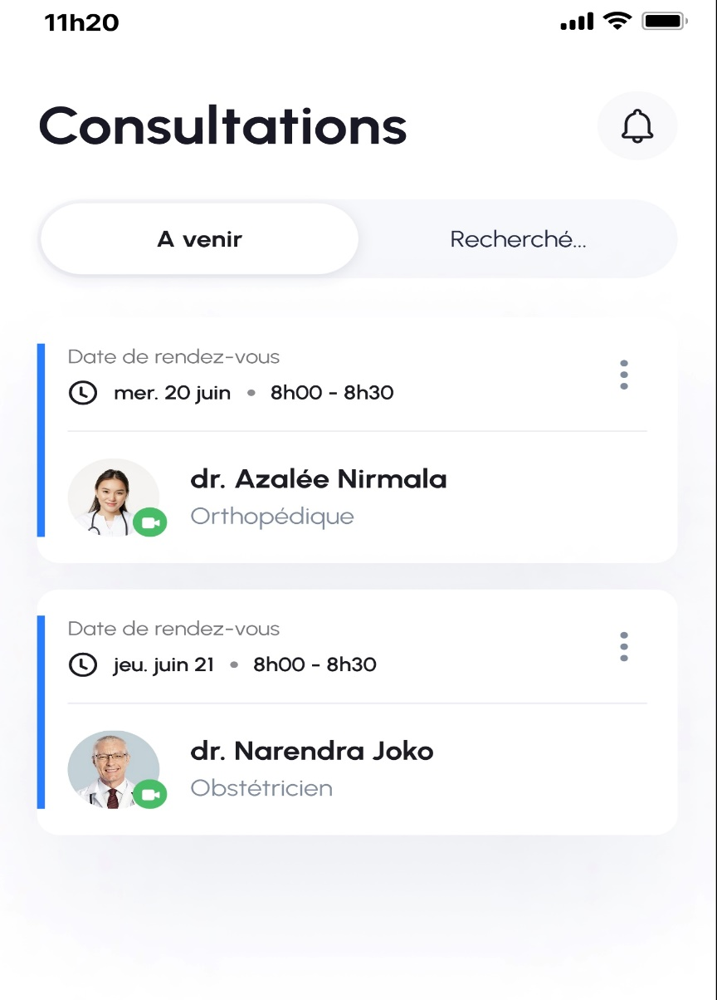 11h20
Consultations
A venir
Recherché...
Date de rendez-vous
mer. 20 juin • 8h00 - 8h30
dr. Azalée Nirmala
Orthopédique
Date de rendez-vous
jeu. juin 21 • 8h00 - 8h30
dr. Narendra Joko
Obstétricien